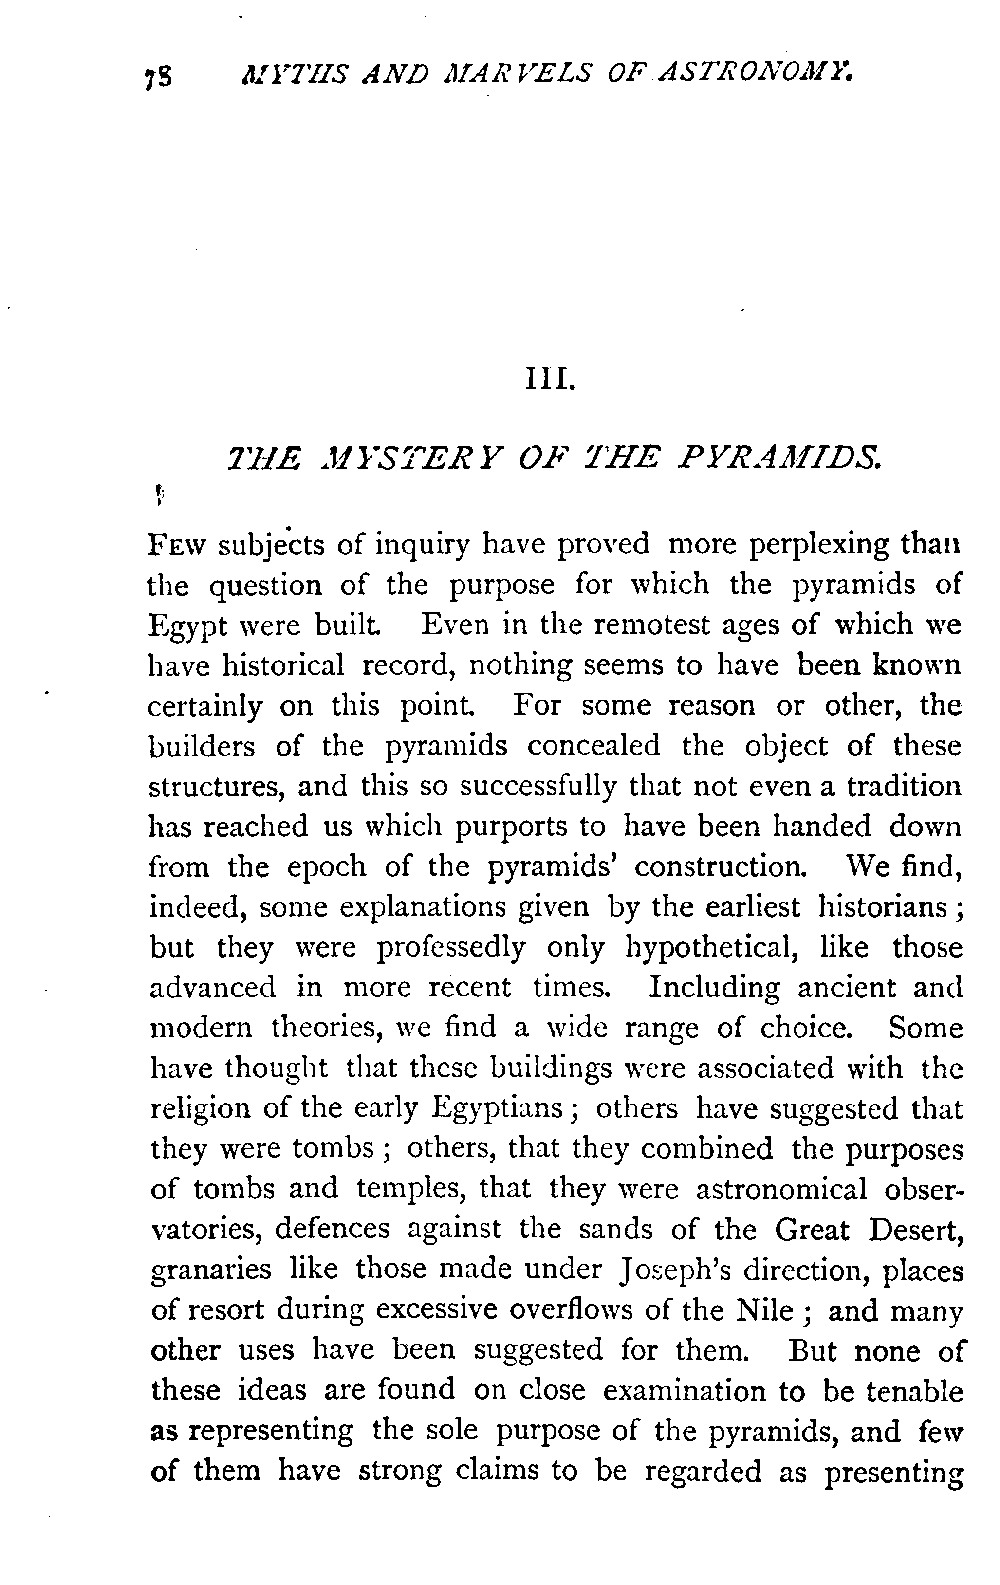 78 MYTHS AND MARVELS OF ASTRONOMY.
III.
THE MYSTERY OF THE PYRAMIDS.
FEW subjects of inquiry have proved more perplexing than
the question of the purpose for which the pyramids of
Egypt were built. Even in the remotest ages of which we
have historical record, nothing seems to have been known
certainly on this point. For some reason or other, the
builders of the pyramids concealed the object of these
structures, and this so successfully that not even a tradition
has reached us which purports to have been handed down
from the epoch of the pyramids' construction. We find,
indeed, some explanations given by the earliest historians ;
but they were professedly only hypothetical, like those
advanced in more recent times. Including ancient and
modern theories, we find a wide range of choice. Some
have thought that these buildings were associated with the
religion of the early Egyptians ; others have suggested that
they were tombs ; others, that they combined the purposes
of tombs and temples, that they were astronomical obser-
vatories, defences against the sands of the Great Desert,
granaries like those made under Joseph's direction, places
of resort during excessive overflows of the Nile ; and many
other uses have been suggested for them. But none of
these ideas are found on close examination to be tenable
as representing the sole purpose of the pyramids, and few
of them have strong claims to be regarded as presenting